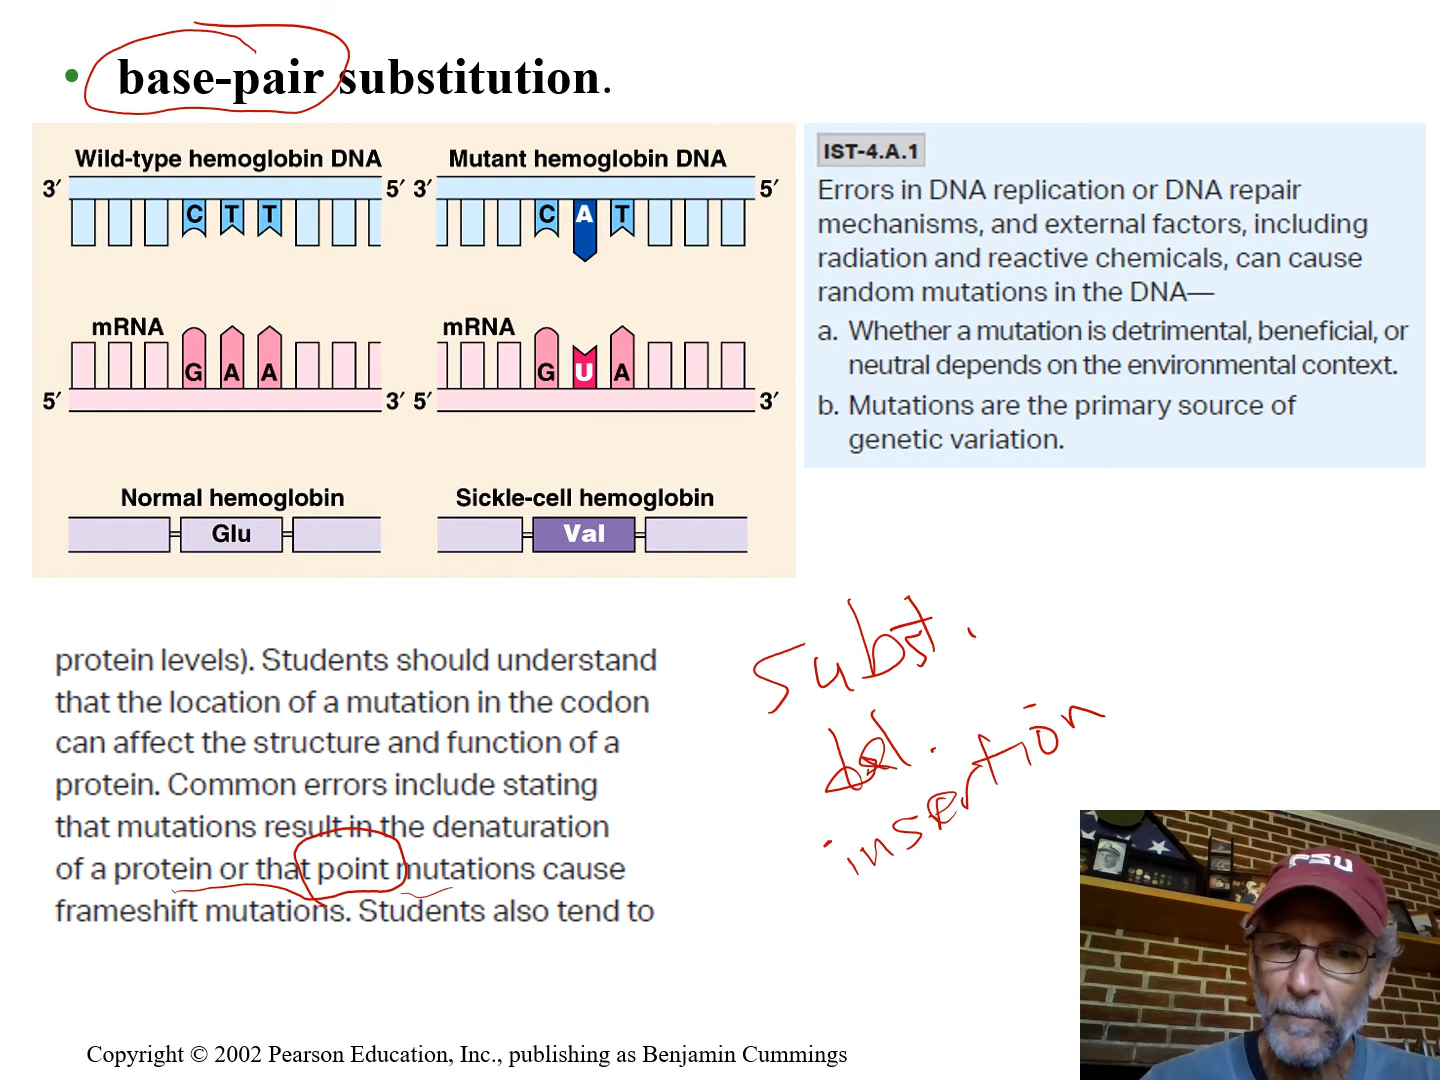 • base-pair substitution.
Wild-type hemoglobin DNA
Mutant hemoglobin DNA
3′ 5′ 3′ 5′
C T T
C A T
mRNA
mRNA
G A A
G U A
5′ 3′ 5′ 3′
Normal hemoglobin
Sickle-cell hemoglobin
Glu
Val
IST-4.A.1
Errors in DNA replication or DNA repair
mechanisms, and external factors, including
radiation and reactive chemicals, can cause
random mutations in the DNA—
a. Whether a mutation is detrimental, beneficial, or
neutral depends on the environmental context.
b. Mutations are the primary source of
genetic variation.
protein levels). Students should understand
that the location of a mutation in the codon
can affect the structure and function of a
protein. Common errors include stating
that mutations result in the denaturation
of a protein or that point mutations cause
frameshift mutations. Students also tend to
subst.
del.
insertion
FSU
Copyright © 2002 Pearson Education, Inc., publishing as Benjamin Cummings